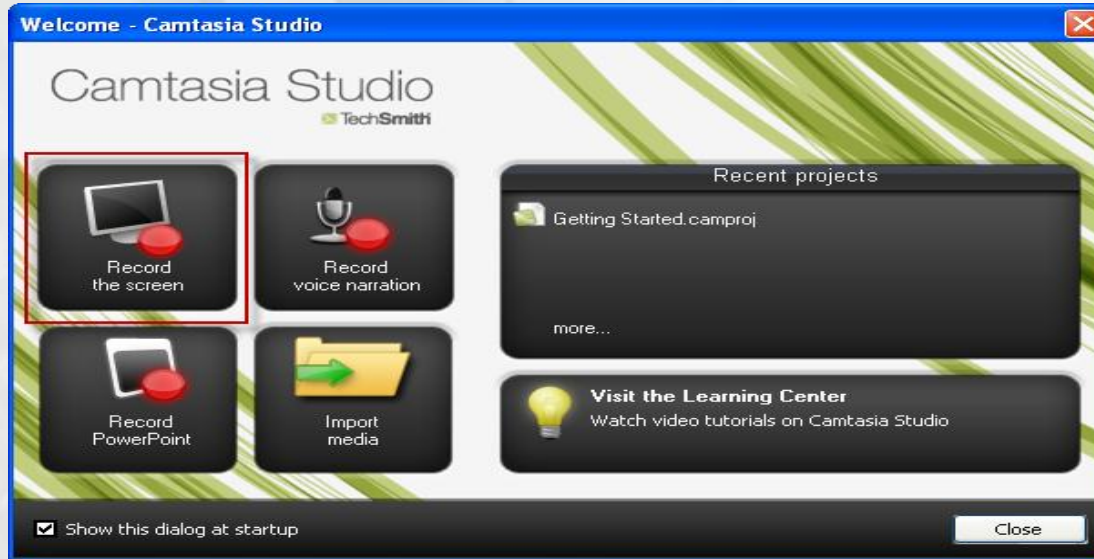 Welcome - Camtasia Studio
Camtasia Studio
TechSmith
Record
the screen
Record
voice narration
Record
PowerPoint
Import
media
Recent projects
Getting Started.camproj
more...
Visit the Learning Center
Watch video tutorials on Camtasia Studio
Show this dialog at startup
Close